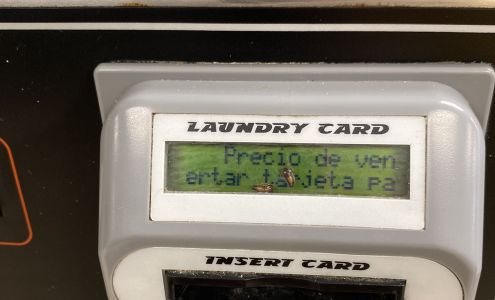 LAUNDRY CARD
Precio de ven
ertar tarjeta pa
INSERT CARD